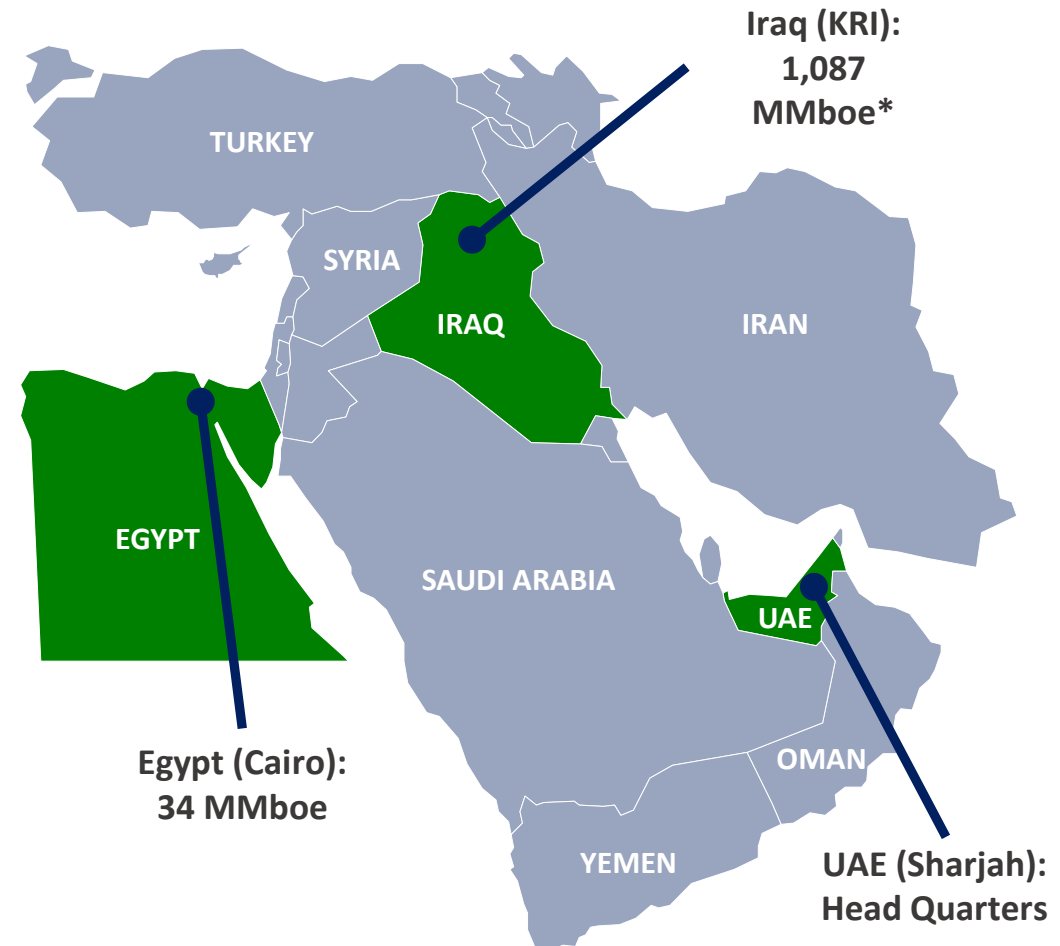 Iraq (KRI):
1,087
MMboe*
TURKEY
SYRIA
IRAQ
IRAN
EGYPT
SAUDI ARABIA
UAE
Egypt (Cairo):
34 MMboe
OMAN
YEMEN
UAE (Sharjah):
Head Quarters